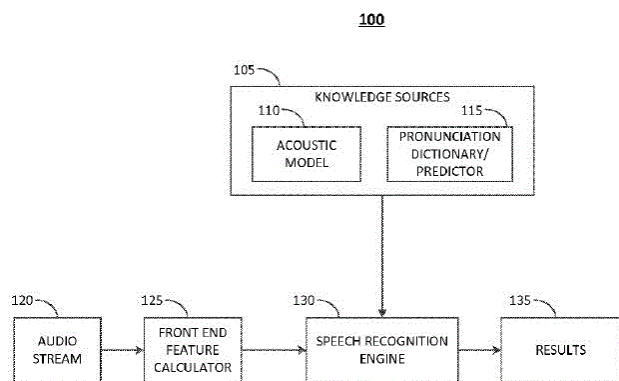 100
105
KNOWLEDGE SOURCES
110
115
ACOUSTIC
MODEL
PRONUNCIATION
DICTIONARY/
PREDICTOR
120
125
130
135
AUDIO
STREAM
FRONT END
FEATURE
CALCULATOR
SPEECH RECOGNITION
ENGINE
RESULTS